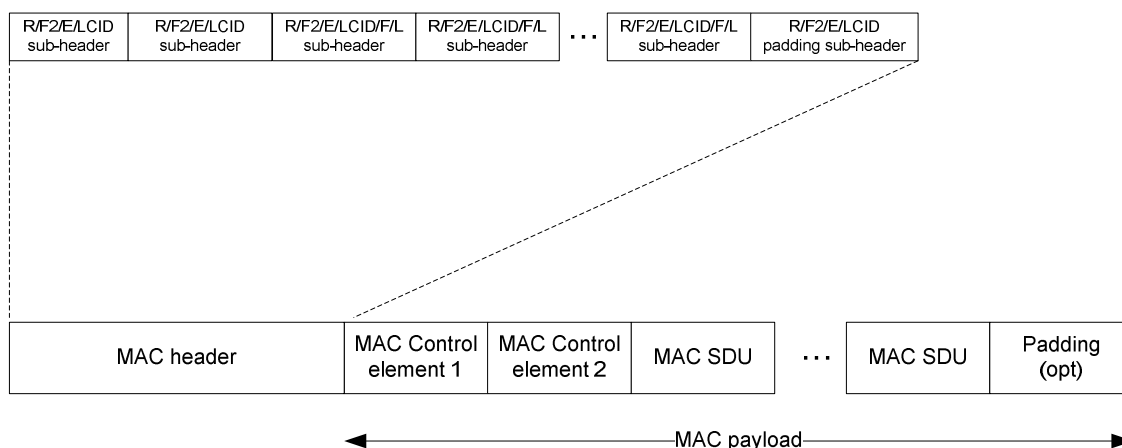 R/F2/E/LCID sub-header
R/F2/E/LCID sub-header
R/F2/E/LCID/F/L sub-header
R/F2/E/LCID/F/L sub-header
...
R/F2/E/LCID/F/L sub-header
R/F2/E/LCID padding sub-header
MAC header
MAC Control element 1
MAC Control element 2
MAC SDU
...
MAC SDU
Padding (opt)
MAC payload